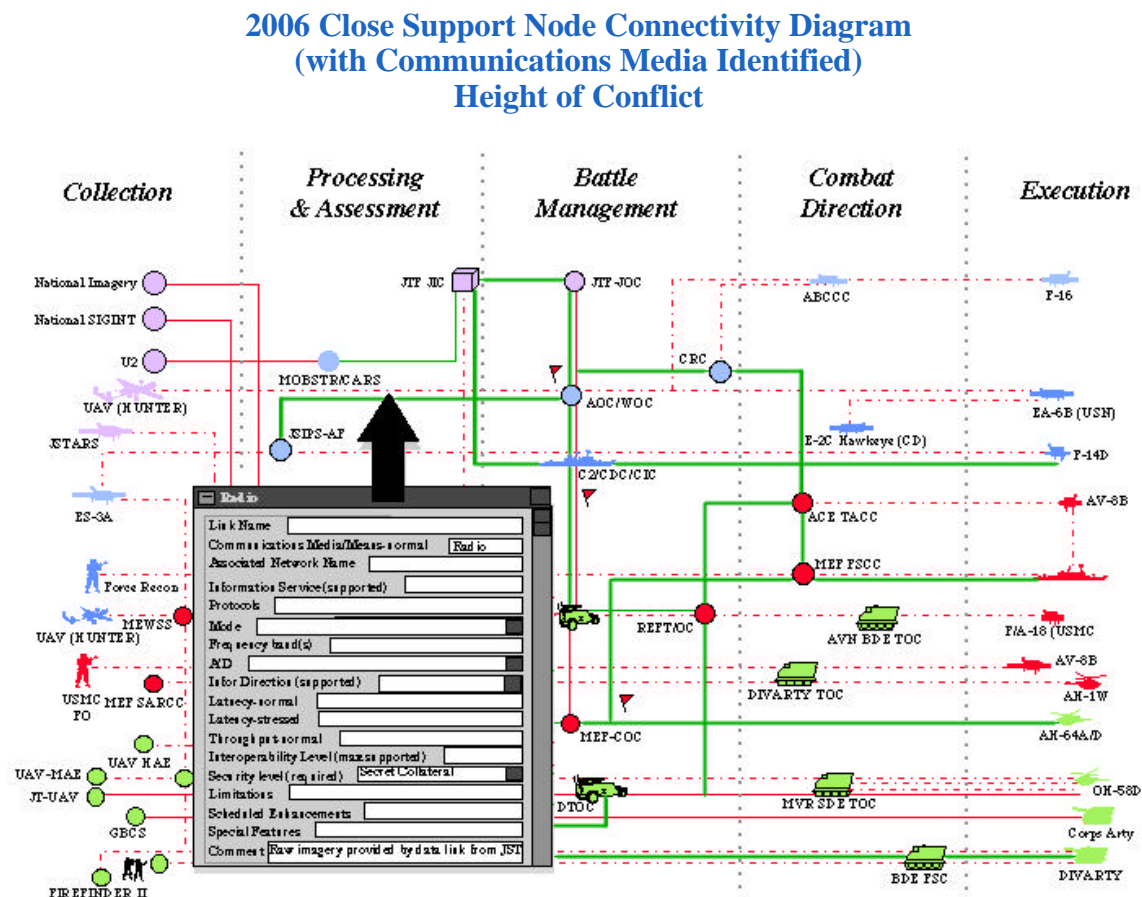 2006 Close Support Node Connectivity Diagram
(with Communications Media Identified)
Height of Conflict
Collection
Processing
& Assessment
Battle
Management
Combat
Direction
Execution
National Imagery
JTF JIC
JTF-JOC
ABCCC
F-16
National SIGINT
U2
MOBSTR/CARS
CRC
UAV (HUNTER)
AOC/WOC
EA-6B (USN)
JSTARS
JSIPS-AF
E-2C Hawkeye (CD)
F-14D
C2/CDC/CIC
ES-3A
ACE TACC
AV-8B
Force Recon
MEF FSCC
MEWSS
UAV (HUNTER)
REFT/OC
AVN BDE TOC
F/A-18 (USMC
USMC
FO
MEF SARCC
DIVARTY TOC
AV-8B
AH-1W
MEF-COC
AH-64A/D
UAV HAE
UAV-MAE
JT-UAV
DTOC
MVR SDE TOC
OH-58D
GBCS
Corps Arty
FIREFINDER II
BDE FSC
DIVARTY
Radio
Link Name
Communications Media/Means-normal Radio
Associated Network Name
Information Service (supported)
Protocols
Mode
Frequency band(s)
A/D
Infor Direction (supported)
Latency-normal
Latency-stressed
Throughput-normal
Interoperability Level (max supported)
Security level (required) Secret Collateral
Limitations
Scheduled Enhancements
Special Features
Comment Raw imagery provided by data link from JST